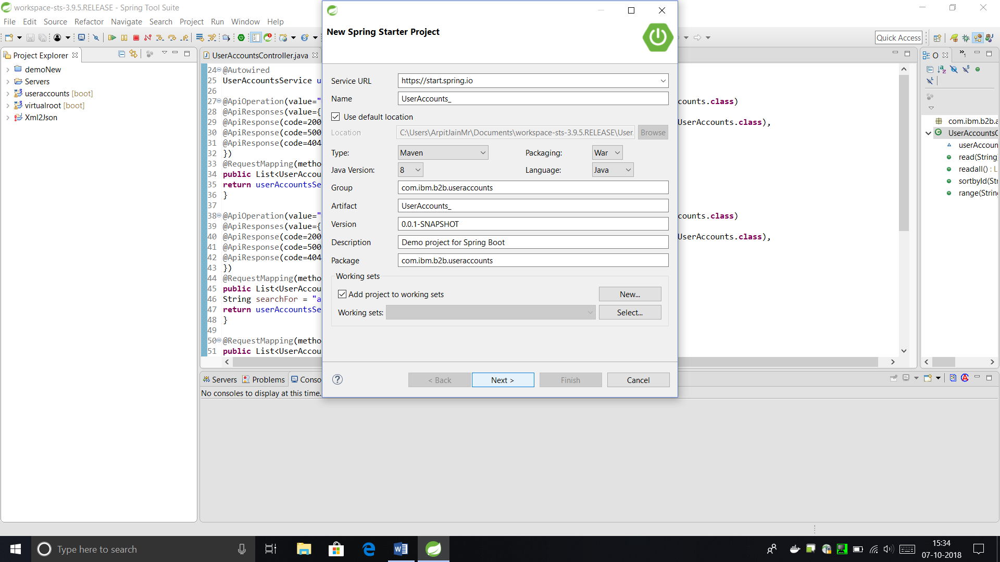 workspace-sts-3.9.5.RELEASE - Spring Tool Suite
File Edit Source Refactor Navigate Search Project Run Window Help
Quick Access
Project Explorer
demoNew
Servers
useraccounts [boot]
virtualroot [boot]
Xml2Json
UserAccountsController.java
24 @Autowired
25 UserAccountsService u
26
27 @ApiOperation(value=" counts.class)
28 @ApiResponses(value={
29 @ApiResponse(code=200 UserAccounts.class),
30 @ApiResponse(code=500
31 @ApiResponse(code=404
32 })
33 @RequestMapping(metho
34 public List<UserAccou
35 return userAccountsSe
36 }
37
38 @ApiOperation(value=" counts.class)
39 @ApiResponses(value={
40 @ApiResponse(code=200 UserAccounts.class),
41 @ApiResponse(code=500
42 @ApiResponse(code=404
43 })
44 @RequestMapping(metho
45 public List<UserAccou
46 String searchFor = "a
47 return userAccountsSe
48 }
49
50 @RequestMapping(metho
51 public List<UserAccou
New Spring Starter Project
Service URL https://start.spring.io
Name UserAccounts_
Use default location
Location C:\Users\ArpitJainMr\Documents\workspace-sts-3.9.5.RELEASE\User. Browse
Type: Maven Packaging: War
Java Version: 8 Language: Java
Group com.ibm.b2b.useraccounts
Artifact UserAccounts_
Version 0.0.1-SNAPSHOT
Description Demo project for Spring Boot
Package com.ibm.b2b.useraccounts
Working sets
Add project to working sets New...
Working sets: Select...
< Back Next > Finish Cancel
O
com.ibm.b2b.a
UserAccountsC
userAccoun
read(String
readall() : L
sortbyId(Stri
range(String
Servers Problems Conso
No consoles to display at this time.
Type here to search
15:34
07-10-2018